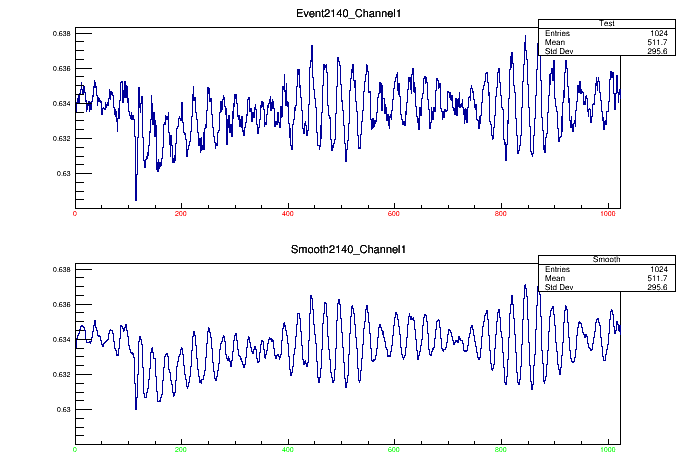 Event2140_Channel1
Test
Entries 1024
Mean 511.7
Std Dev 295.6
0.638
0.636
0.634
0.632
0.63
0 200 400 600 800 1000
Smooth2140_Channel1
Smooth
Entries 1024
Mean 511.7
Std Dev 295.6
0.638
0.636
0.634
0.632
0.63
0 200 400 600 800 1000